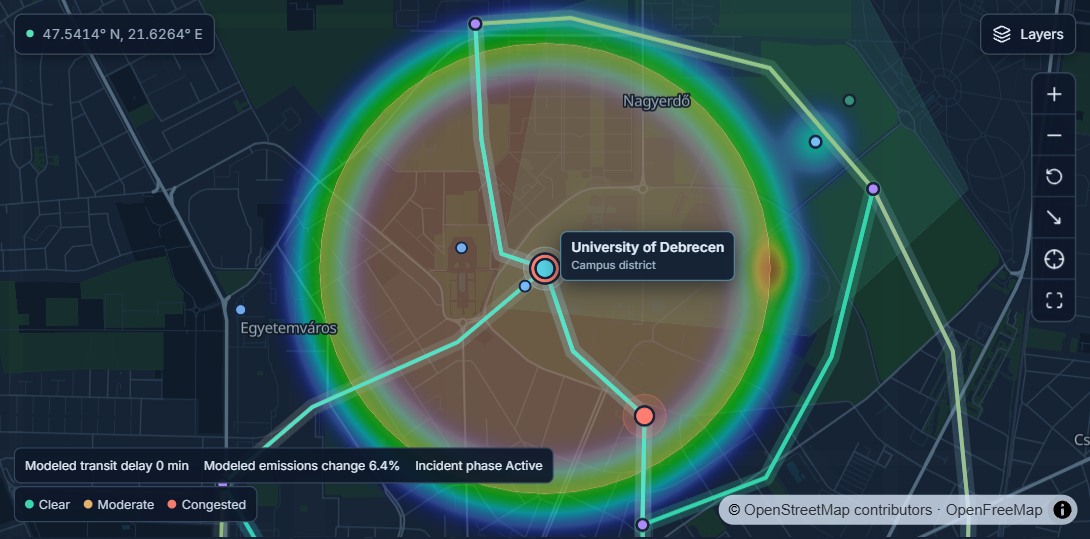 47.5414° N, 21.6264° E
Layers
Nagyerdő
University of Debrecen
Campus district
Egyetemváros
Cs
Modeled transit delay 0 min Modeled emissions change 6.4% Incident phase Active
Clear Moderate Congested
© OpenStreetMap contributors · OpenFreeMap